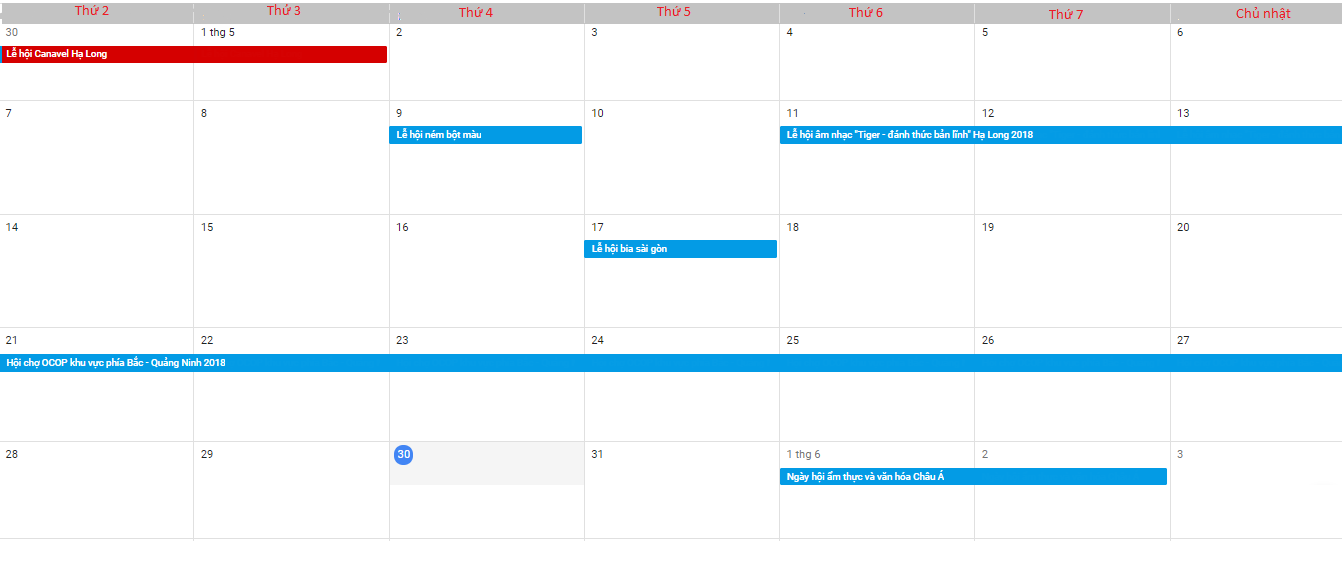 Thứ 2 Thứ 3 Thứ 4 Thứ 5 Thứ 6 Thứ 7 Chủ nhật
30 1 thg 5 2 3 4 5 6
Lễ hội Canavel Hạ Long
7 8 9 10 11 12 13
Lễ hội ném bột màu Lễ hội âm nhạc "Tiger - đánh thức bản lĩnh" Hạ Long 2018
14 15 16 17 18 19 20
Lễ hội bia sài gòn
21 22 23 24 25 26 27
Hội chợ OCOP khu vực phía Bắc - Quảng Ninh 2018
28 29 30 31 1 thg 6 2 3
Ngày hội ẩm thực và văn hóa Châu Á